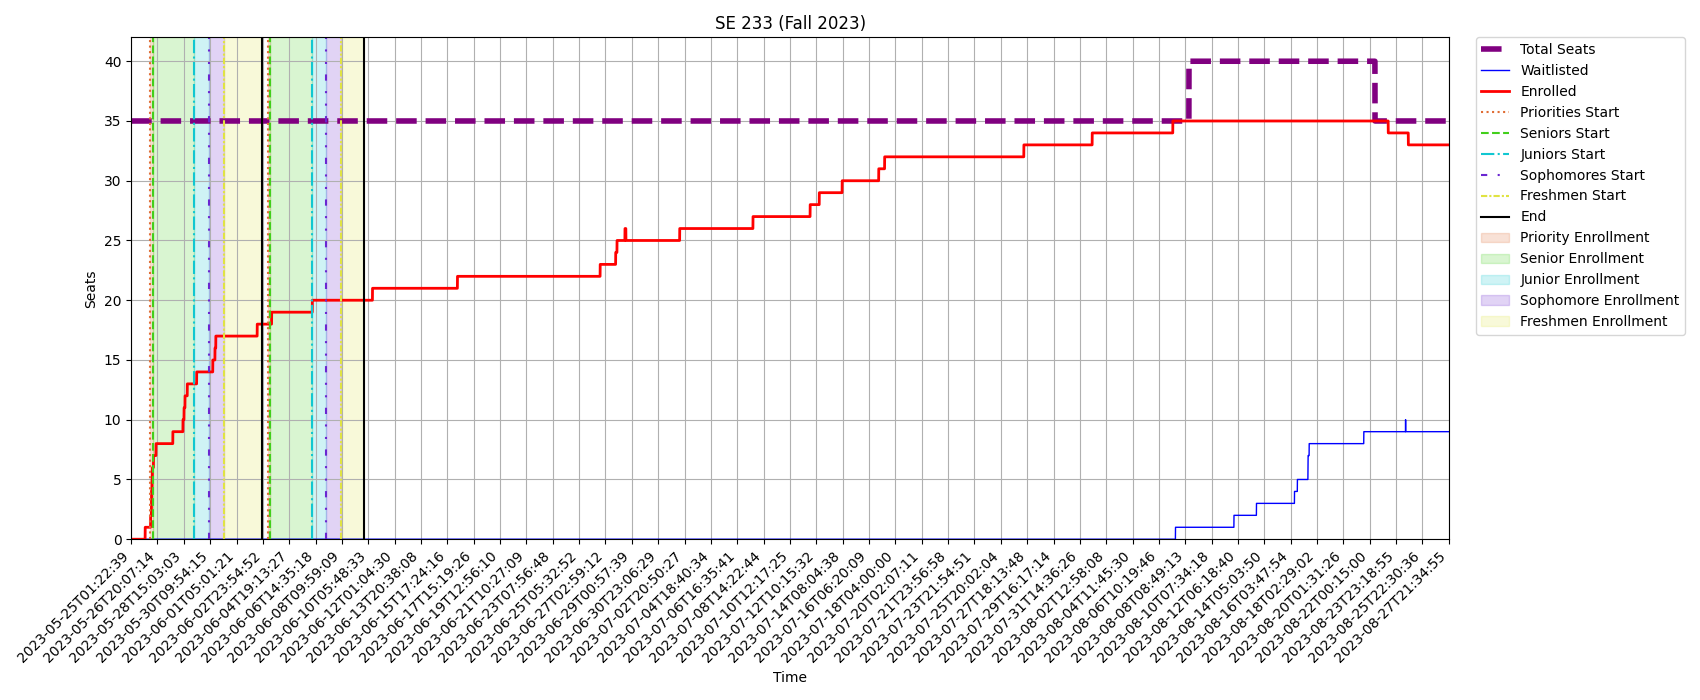 SE 233 (Fall 2023)
Seats
40
35
30
25
20
15
10
5
0
2023-05-25T01:22:39
2023-05-26T20:07:14
2023-05-28T15:03:03
2023-05-30T09:54:15
2023-06-01T05:01:21
2023-06-02T23:54:52
2023-06-04T19:13:27
2023-06-06T14:35:18
2023-06-08T09:59:09
2023-06-10T05:48:33
2023-06-12T01:04:30
2023-06-13T20:38:08
2023-06-15T17:24:16
2023-06-17T15:19:26
2023-06-19T12:56:10
2023-06-21T10:27:09
2023-06-23T07:56:48
2023-06-25T05:32:52
2023-06-27T02:59:12
2023-06-29T00:57:39
2023-06-30T23:06:29
2023-07-02T20:50:27
2023-07-04T18:40:34
2023-07-06T16:35:41
2023-07-08T14:22:44
2023-07-10T12:17:25
2023-07-12T10:15:32
2023-07-14T08:04:38
2023-07-16T06:20:09
2023-07-18T04:00:00
2023-07-20T02:07:11
2023-07-21T23:56:58
2023-07-23T21:54:51
2023-07-25T20:02:04
2023-07-27T18:13:48
2023-07-29T16:17:14
2023-07-31T14:36:26
2023-08-02T12:58:08
2023-08-04T11:45:30
2023-08-06T10:19:46
2023-08-08T08:49:13
2023-08-10T07:34:18
2023-08-12T06:18:40
2023-08-14T05:03:50
2023-08-16T03:47:54
2023-08-18T02:29:02
2023-08-20T01:31:26
2023-08-22T00:15:00
2023-08-23T23:18:55
2023-08-25T22:30:36
2023-08-27T21:34:55
Time
Total Seats
Waitlisted
Enrolled
Priorities Start
Seniors Start
Juniors Start
Sophomores Start
Freshmen Start
End
Priority Enrollment
Senior Enrollment
Junior Enrollment
Sophomore Enrollment
Freshmen Enrollment